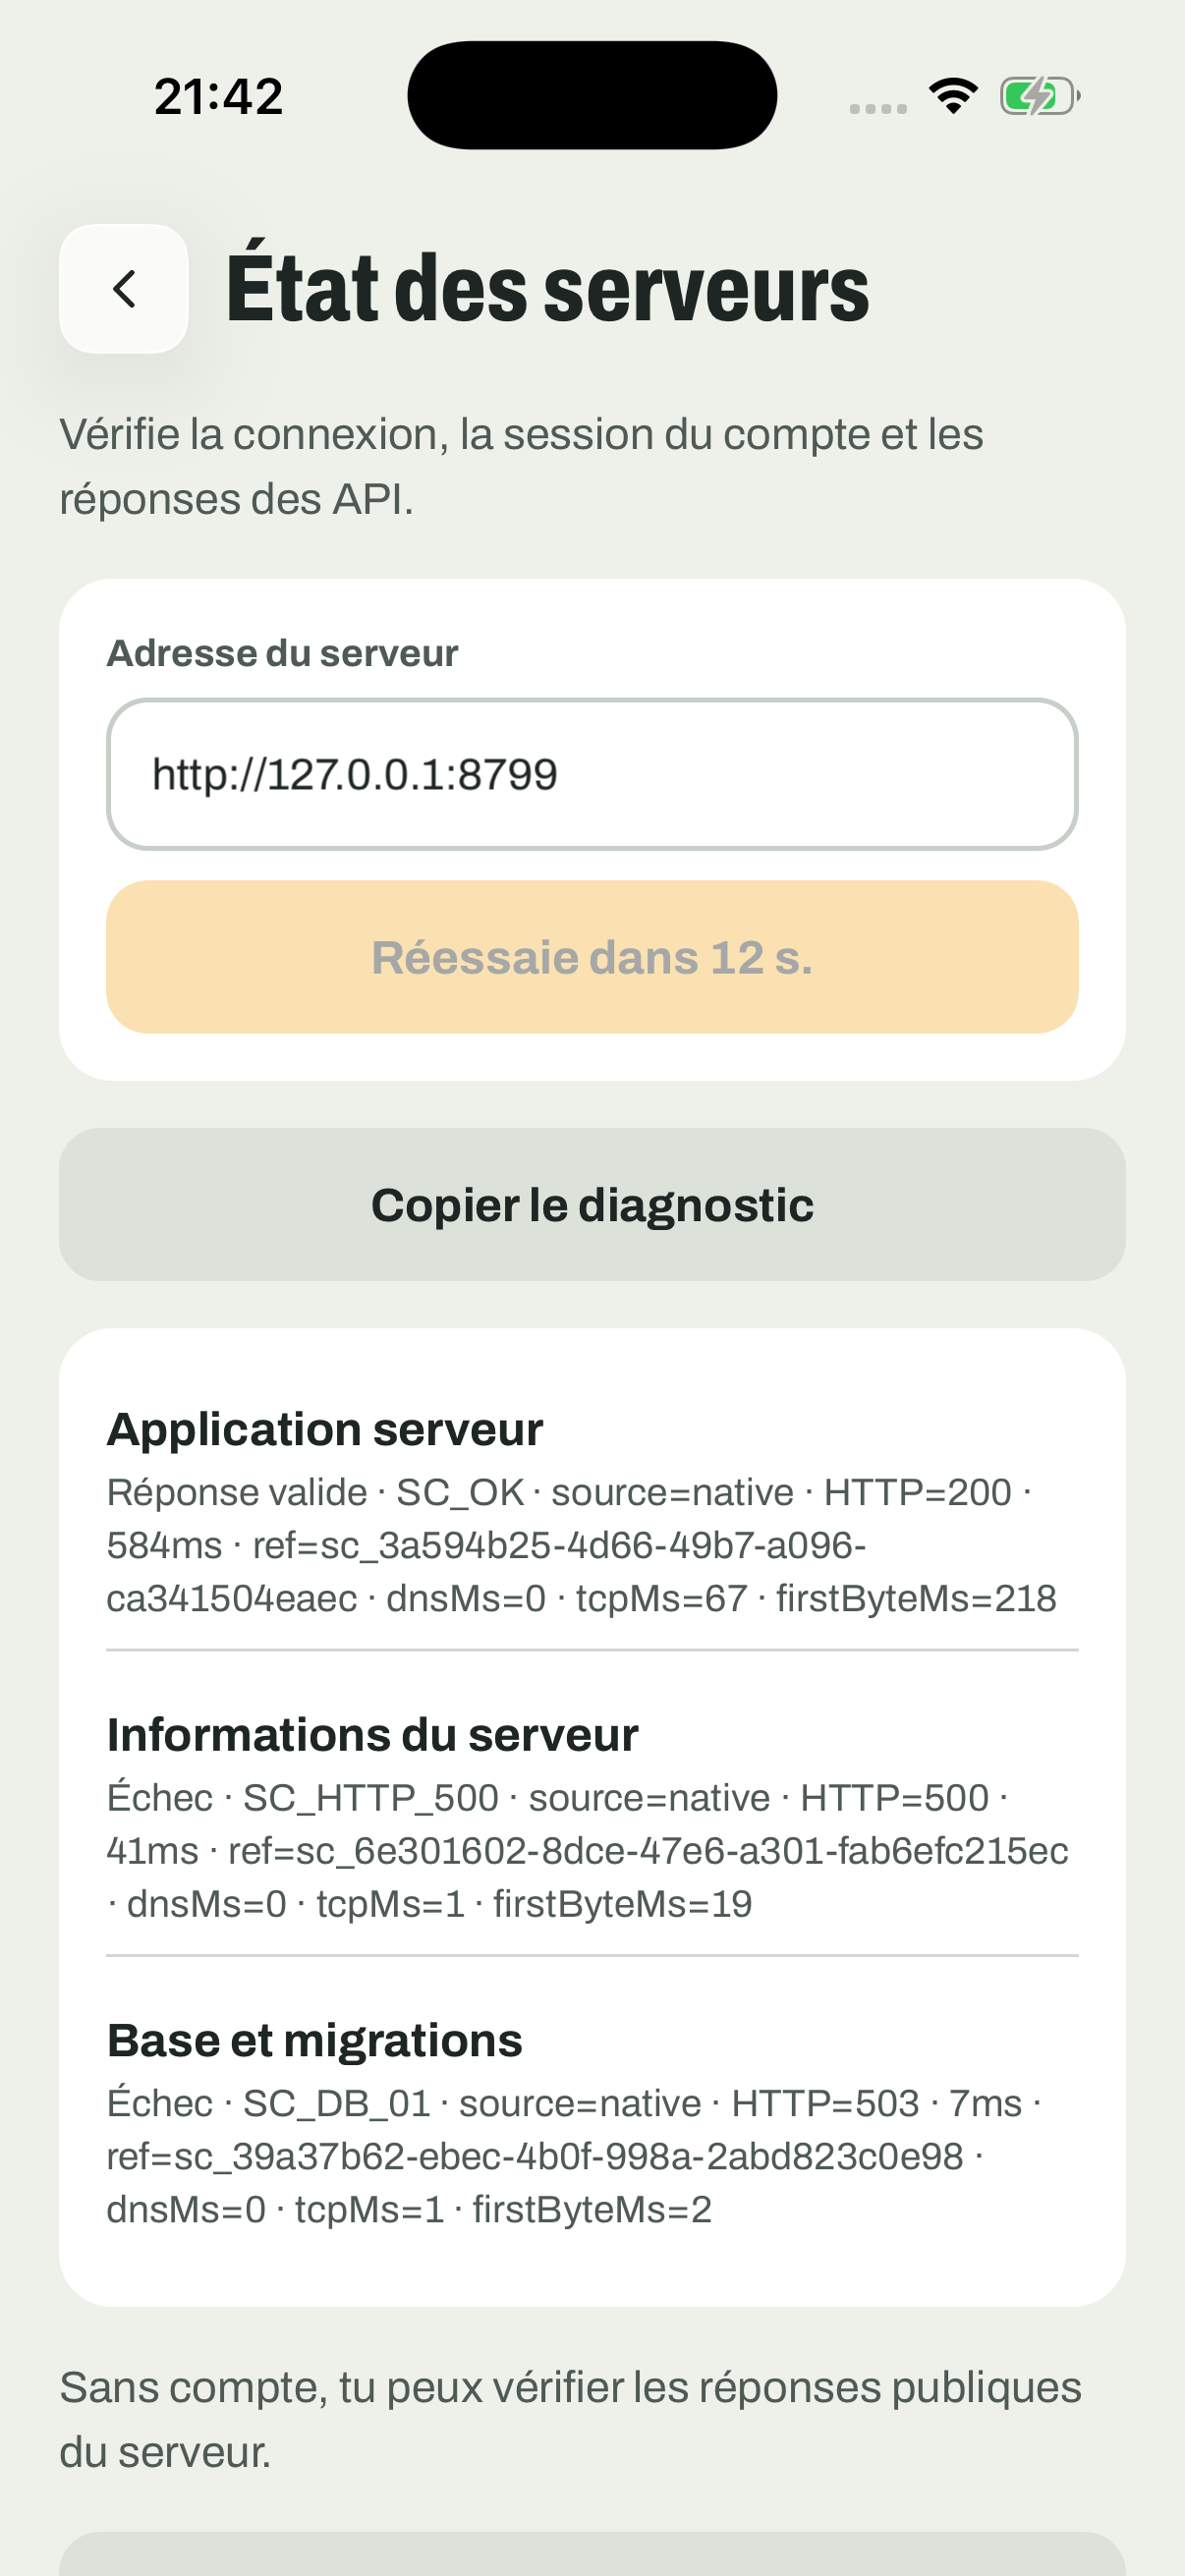 21:42
État des serveurs
Vérifie la connexion, la session du compte et les
réponses des API.
Adresse du serveur
http://127.0.0.1:8799
Réessaie dans 12 s.
Copier le diagnostic
Application serveur
Réponse valide · SC_OK · source=native · HTTP=200 ·
584ms · ref=sc_3a594b25-4d66-49b7-a096-
ca341504eaec · dnsMs=0 · tcpMs=67 · firstByteMs=218
Informations du serveur
Échec · SC_HTTP_500 · source=native · HTTP=500 ·
41ms · ref=sc_6e301602-8dce-47e6-a301-fab6efc215ec
· dnsMs=0 · tcpMs=1 · firstByteMs=19
Base et migrations
Échec · SC_DB_01 · source=native · HTTP=503 · 7ms ·
ref=sc_39a37b62-ebec-4b0f-998a-2abd823c0e98 ·
dnsMs=0 · tcpMs=1 · firstByteMs=2
Sans compte, tu peux vérifier les réponses publiques
du serveur.